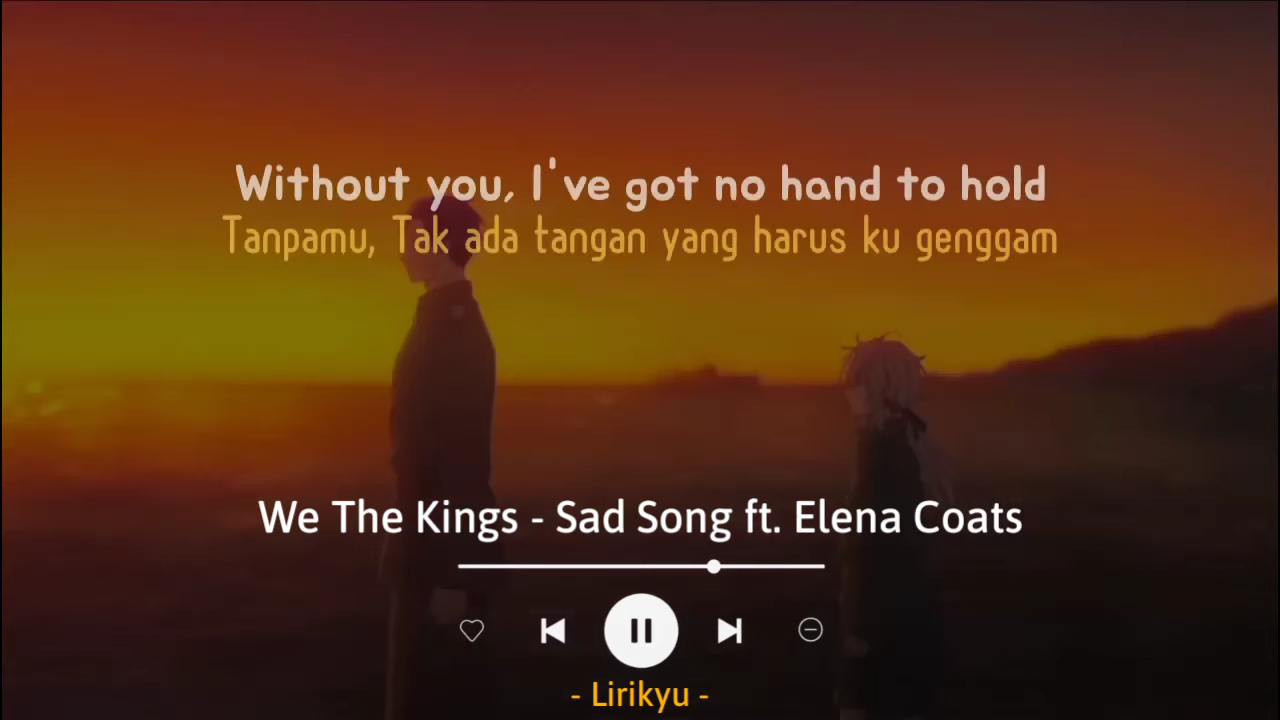 Without you, I've got no hand to hold
Tanpamu, Tak ada tangan yang harus ku genggam
We The Kings - Sad Song ft. Elena Coats
- Lirikyu -